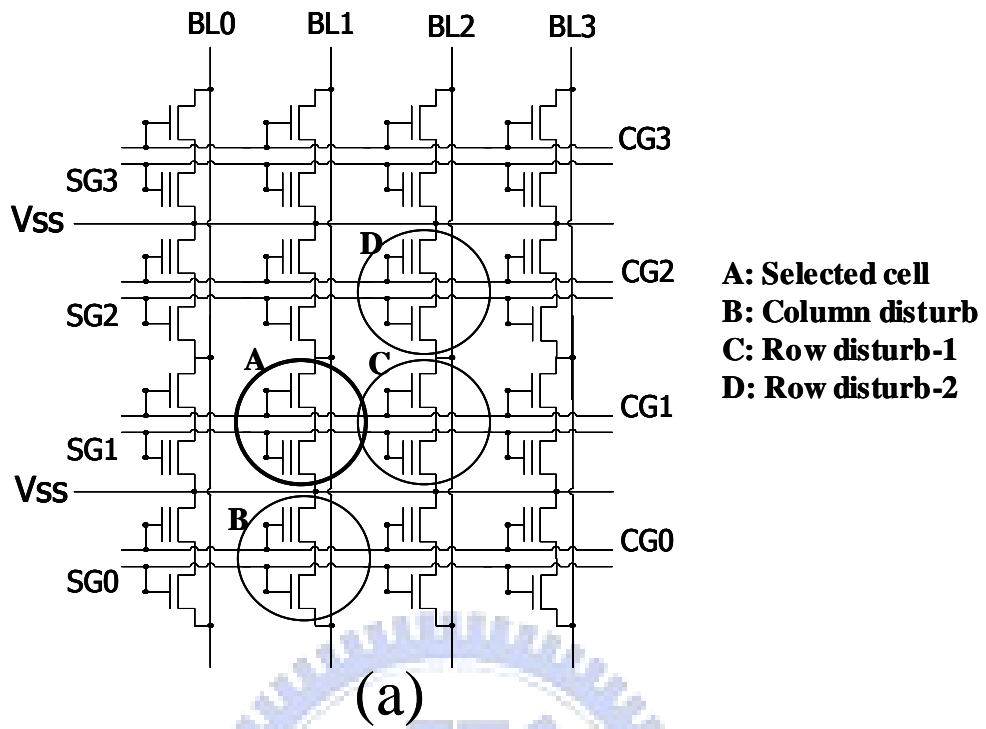 BL0 BL1 BL2 BL3
CG3
SG3
Vss
D
CG2
SG2
A: Selected cell
B: Column disturb
C: Row disturb-1
D: Row disturb-2
A C
CG1
SG1
Vss
B
CG0
SG0
(a)